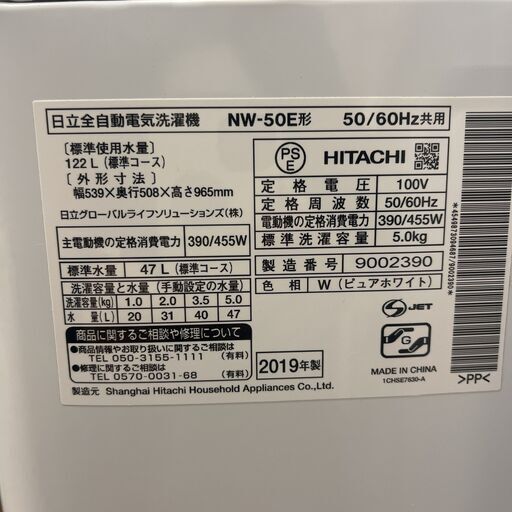 日立全自動電気洗濯機 NW-50E形 50/60Hz共用
〔標準使用水量〕
122 L (標準コース)
〔外形寸法〕
幅539×奥行508×高さ965mm
日立グローバルライフソリューションズ(株)
主電動機の定格消費電力 390/455W
標準水量 47 L (標準コース)
洗濯容量と水量 (手動設定の水量)
洗濯容量(kg) 1.0 2.0 3.5 5.0
水量(L) 20 31 40 47
商品に関するご相談や修理について
●商品情報やお取り扱いに関するご相談は
TEL 050-3155-1111 (有料)
●修理に関するご相談は
TEL 0570-0031-68 (有料)
製造元 Shanghai Hitachi Household Appliances Co.,Ltd.
PS
E
HITACHI
定格電圧 100V
定格周波数 50/60Hz
電動機の定格消費電力 390/455W
標準洗濯容量 5.0kg
製造番号 9002390
色相 W (ピュアホワイト)
S JET
G
2019年製
MADE IN CHINA
1CHSE7630-A
>PP<